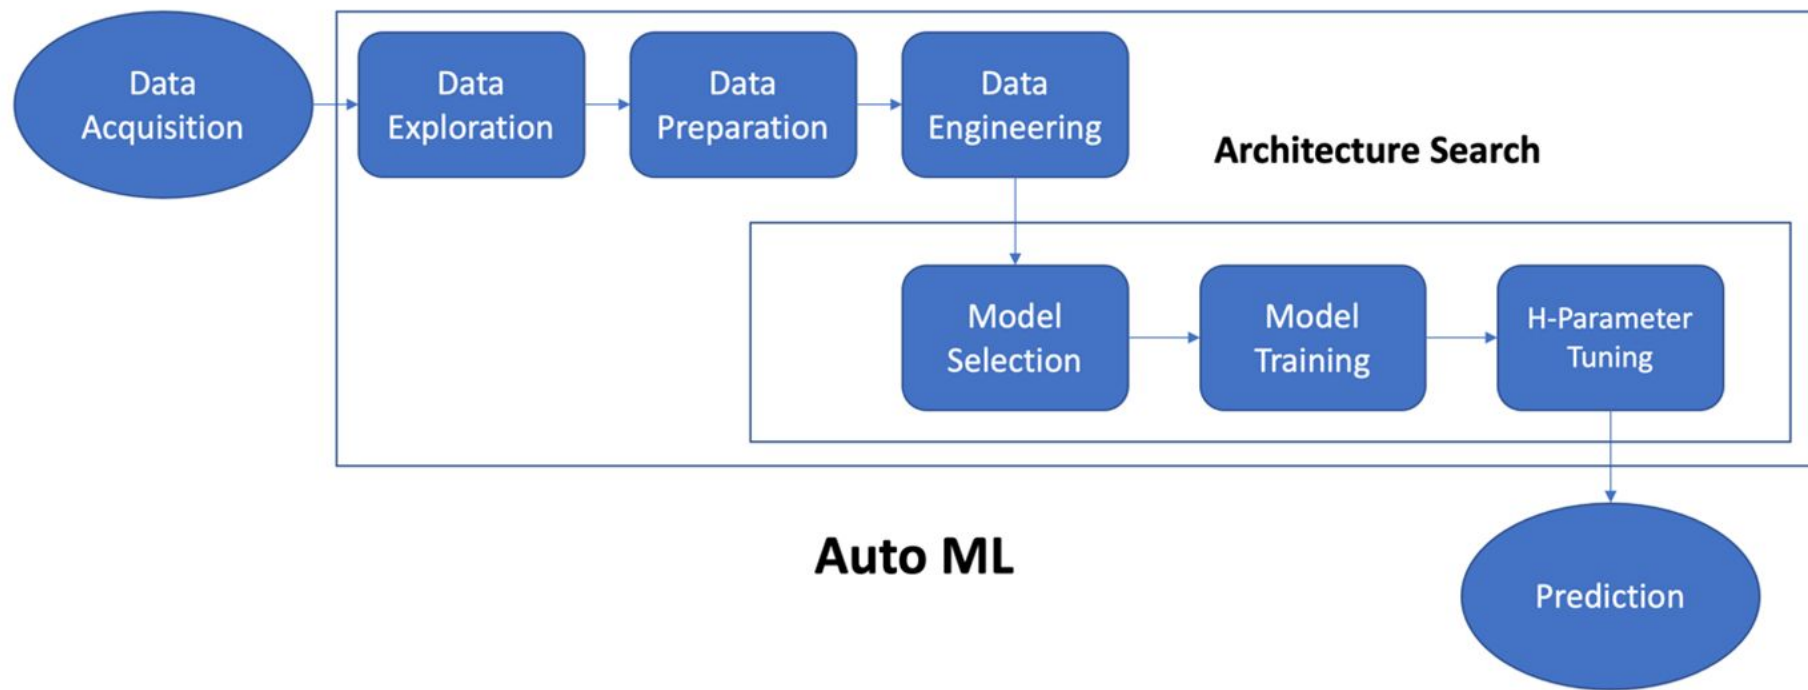 Data
Acquisition
Data
Exploration
Data
Preparation
Data
Engineering
Architecture Search
Model
Selection
Model
Training
H-Parameter
Tuning
Auto ML
Prediction